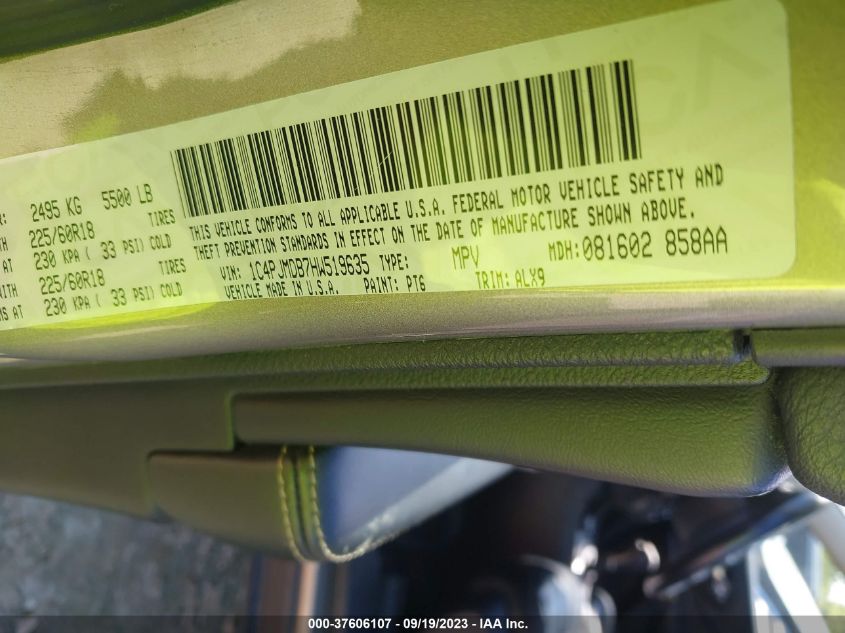 2495 KG 5500 LB
225/60R18 TIRES
230 KPA ( 33 PSI) COLD
WITH 225/60R18 TIRES
AT 230 KPA ( 33 PSI) COLD
THIS VEHICLE CONFORMS TO ALL APPLICABLE U.S.A. FEDERAL MOTOR VEHICLE SAFETY AND
THEFT PREVENTION STANDARDS IN EFFECT ON THE DATE OF MANUFACTURE SHOWN ABOVE.
VIN: 1C4PJMDB7HW519635 TYPE: MPV MDH: 081602 858AA
VEHICLE MADE IN U.S.A. PAINT: PT6 TRIM: ALX9
000-37606107 - 09/19/2023 - IAA Inc.